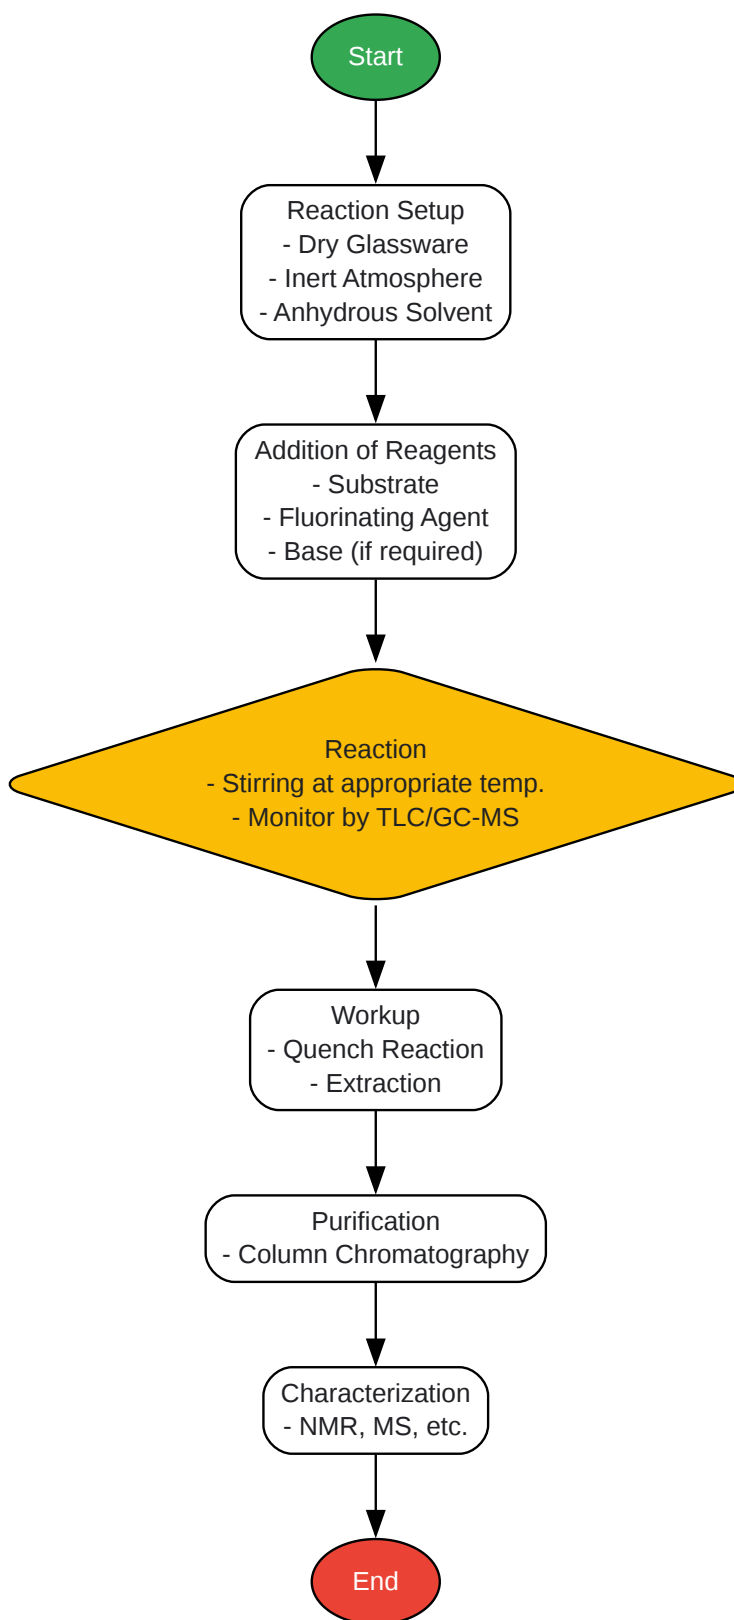 Start
Reaction Setup
- Dry Glassware
- Inert Atmosphere
- Anhydrous Solvent
Addition of Reagents
- Substrate
- Fluorinating Agent
- Base (if required)
Reaction
- Stirring at appropriate temp.
- Monitor by TLC/GC-MS
Workup
- Quench Reaction
- Extraction
Purification
- Column Chromatography
Characterization
- NMR, MS, etc.
End